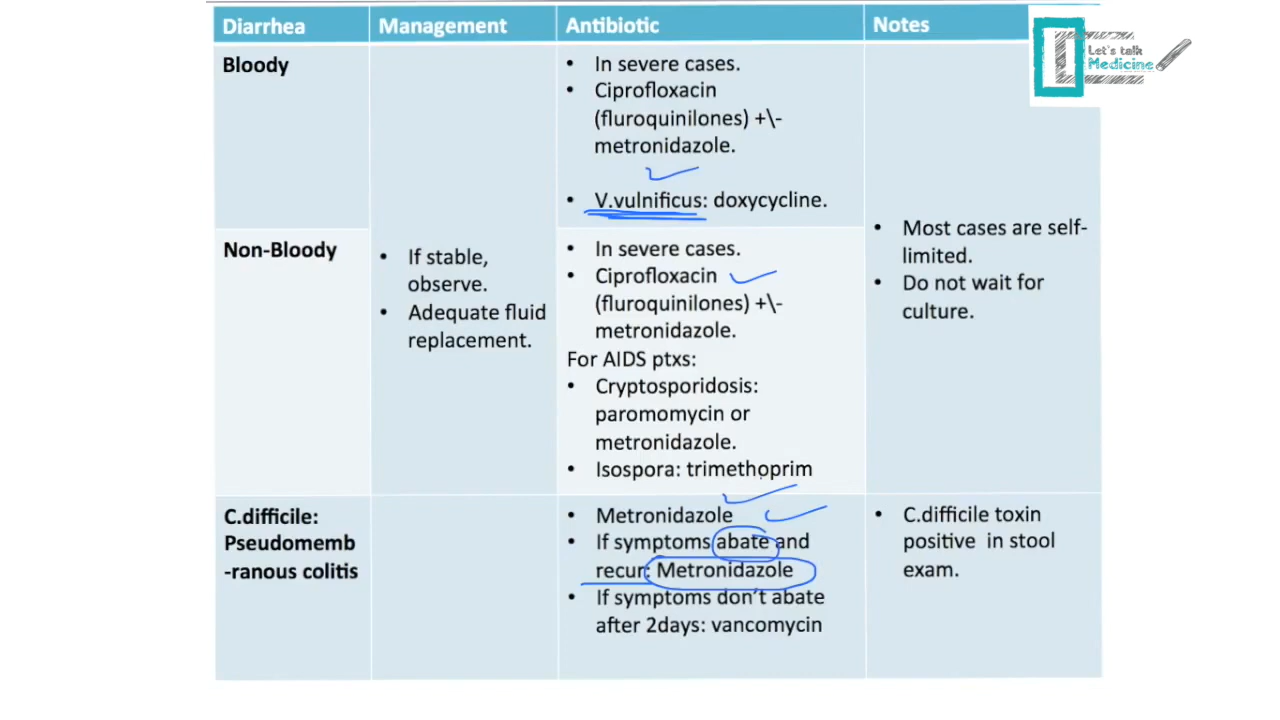 Diarrhea
Management
Antibiotic
Notes
Let's talk
Medicine
Bloody
• In severe cases.
• Ciprofloxacin
(fluroquinilones) +\-
metronidazole.
• V.vulnificus: doxycycline.
Non-Bloody
• If stable,
observe.
• Adequate fluid
replacement.
• In severe cases.
• Ciprofloxacin
(fluroquinilones) +\-
metronidazole.
For AIDS ptxs:
• Cryptosporidosis:
paromomycin or
metronidazole.
• Isospora: trimethoprim
• Most cases are self-
limited.
• Do not wait for
culture.
C.difficile:
Pseudomemb
-ranous colitis
• Metronidazole
• If symptoms abate and
recur: Metronidazole
• If symptoms don't abate
after 2days: vancomycin
• C.difficile toxin
positive in stool
exam.